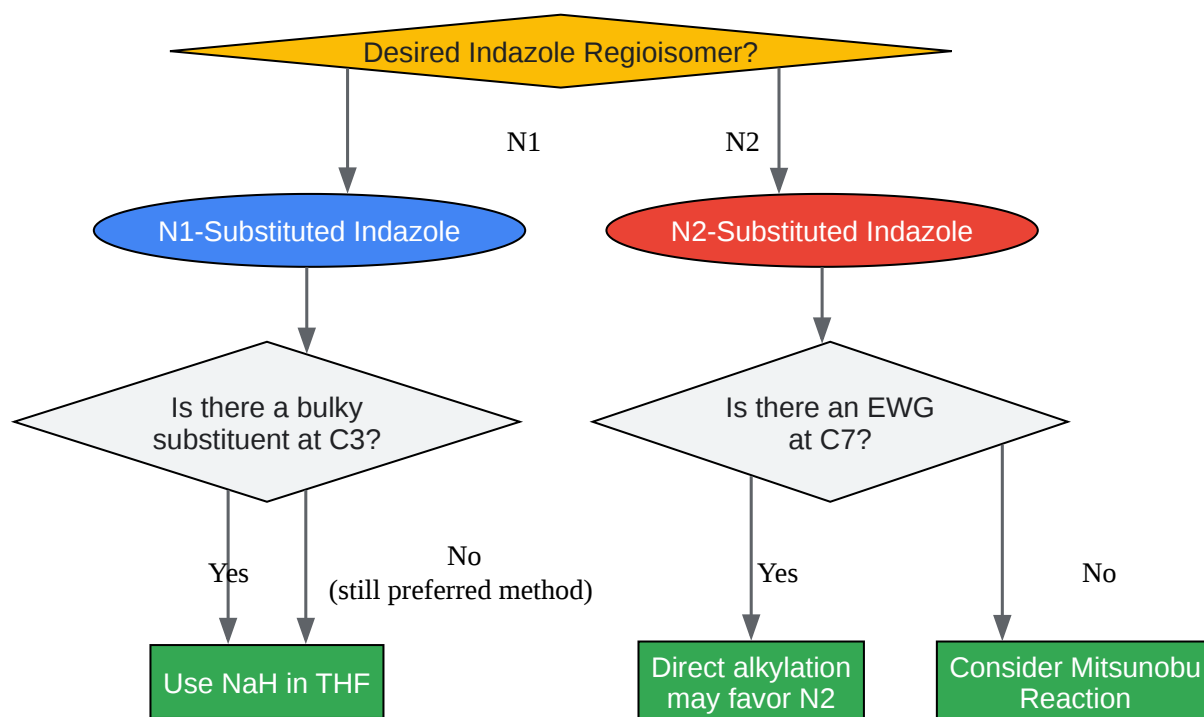 Desired Indazole Regioisomer?
N1
N2
N1-Substituted Indazole
N2-Substituted Indazole
Is there a bulky
substituent at C3?
Is there an EWG
at C7?
Yes
No
(still preferred method)
Yes
No
Use NaH in THF
Direct alkylation
may favor N2
Consider Mitsunobu
Reaction